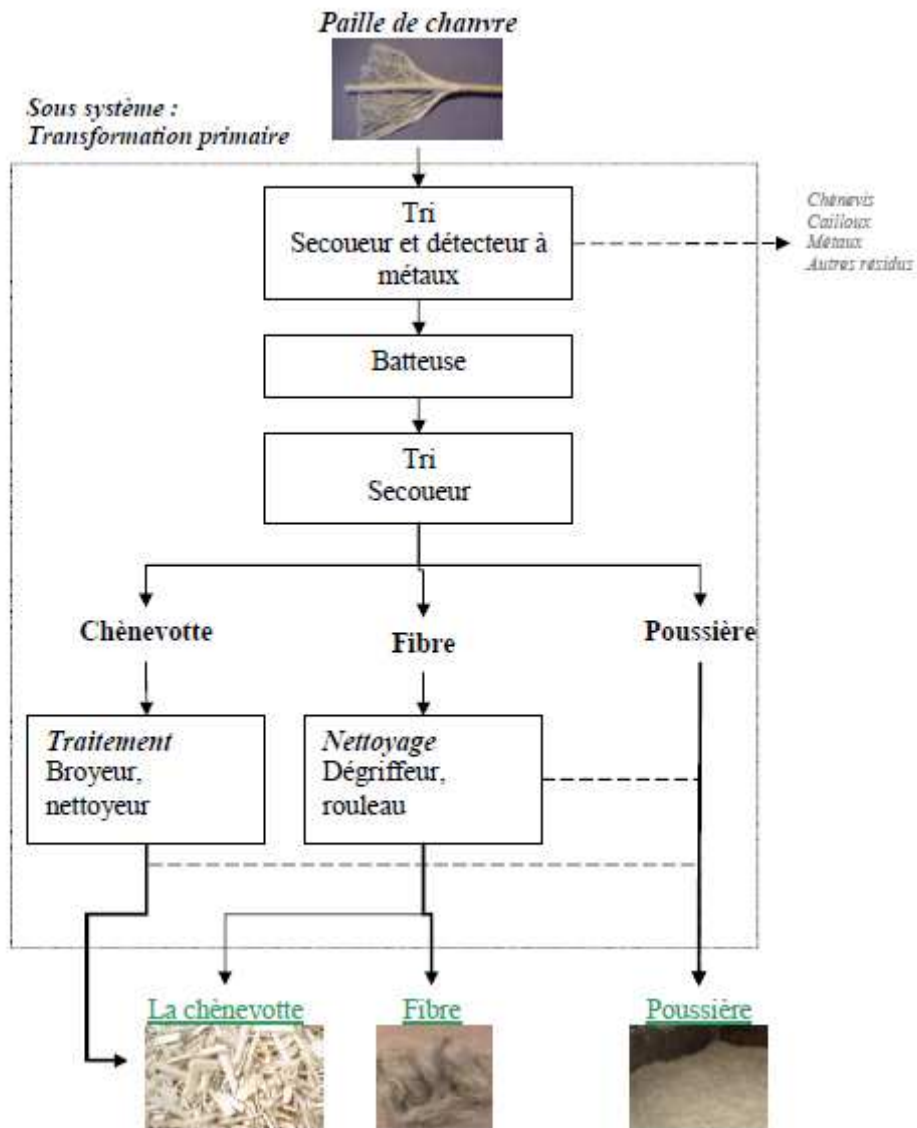 Paille de chanvre
Sous système :
Transformation primaire
Tri
Secoueur et détecteur à
métaux
Chènevis
Cailloux
Métaux
Autres résidus
Batteuse
Tri
Secoueur
Chènevotte
Fibre
Poussière
Traitement
Broyeur,
nettoyeur
Nettoyage
Dégriffeur,
rouleau
La chènevotte
Fibre
Poussière